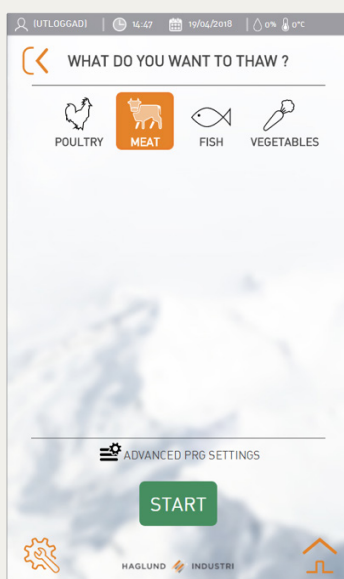 (UTLOGGAD) | 14:47 19/04/2018 | 0% 0°C
WHAT DO YOU WANT TO THAW ?
POULTRY MEAT FISH VEGETABLES
ADVANCED PRG SETTINGS
START
HAGLUND INDUSTRI